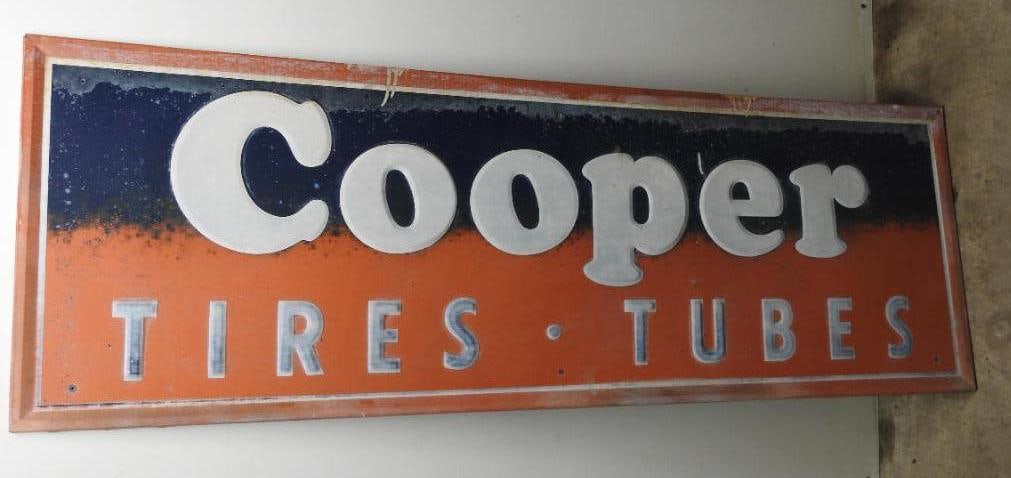 Cooper
TIRES · TUBES